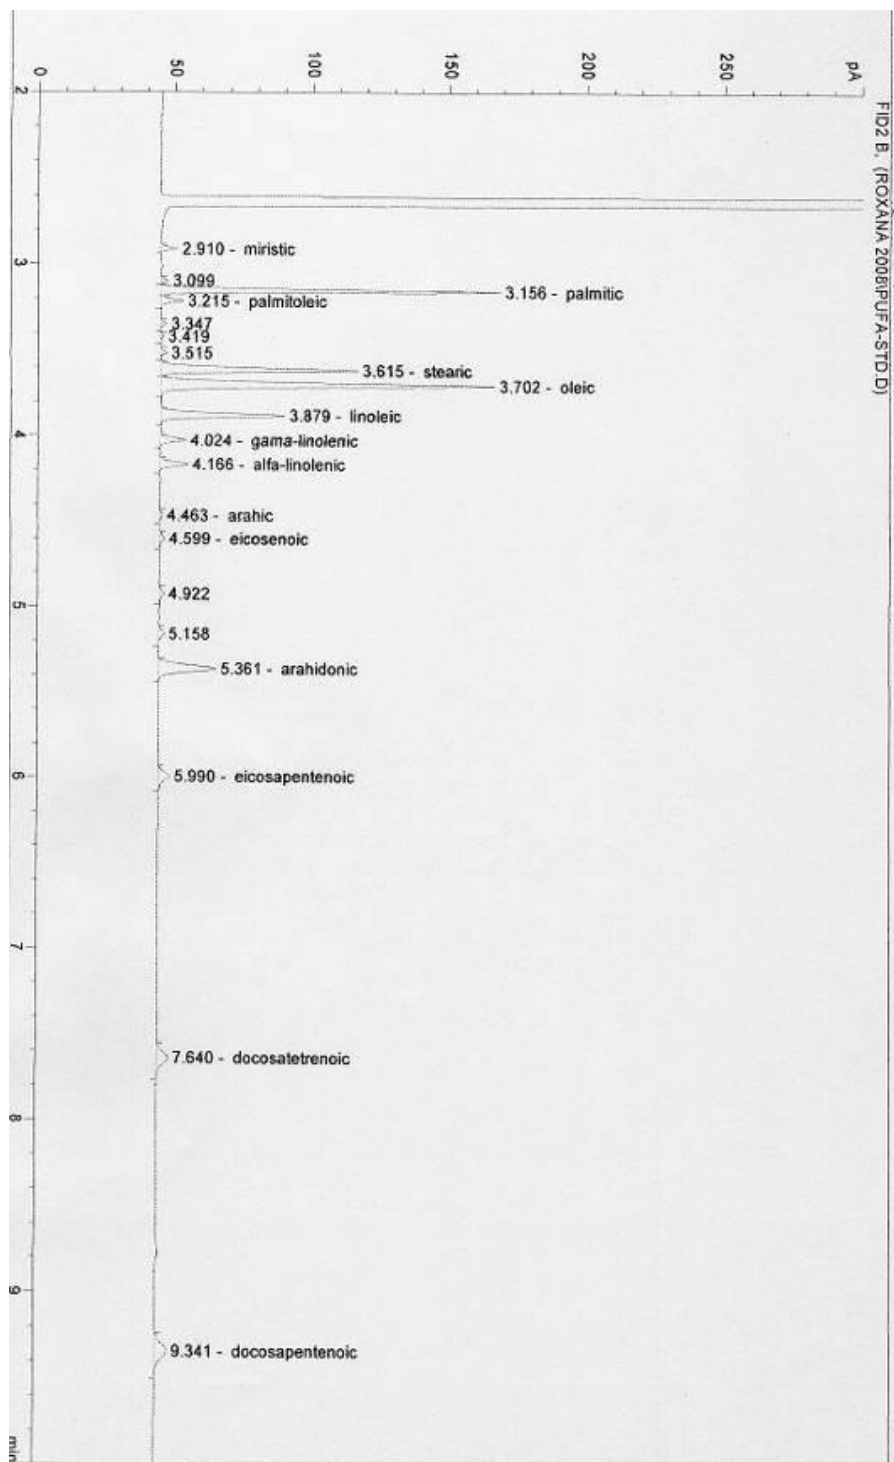 FID2 B, (ROXANA 2008\PUFA-STD.D)
pA
250
200
150
100
50
0
2
2.910 - miristic
3
3.099
3.156 - palmitic
3.215 - palmitoleic
3.347
3.419
3.515
3.615 - stearic
3.702 - oleic
3.879 - linoleic
4
4.024 - gama-linolenic
4.166 - alfa-linolenic
4.463 - arahic
4.599 - eicosenoic
4.922
5
5.158
5.361 - arahidonic
5.990 - eicosapentenoic
6
7
7.640 - docosatetrenoic
8
9
9.341 - docosapentenoic
min